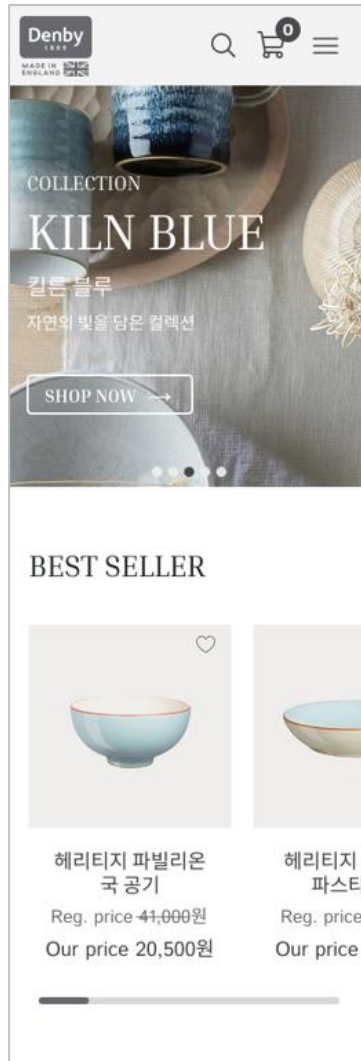 Denby
1809
MADE IN
ENGLAND
0
COLLECTION
KILN BLUE
킬른 블루
자연의 빛을 담은 컬렉션
SHOP NOW →
BEST SELLER
헤리티지 파빌리온
국 공기
Reg. price 41,000원
Our price 20,500원
헤리티지
파스타
Reg. price
Our price